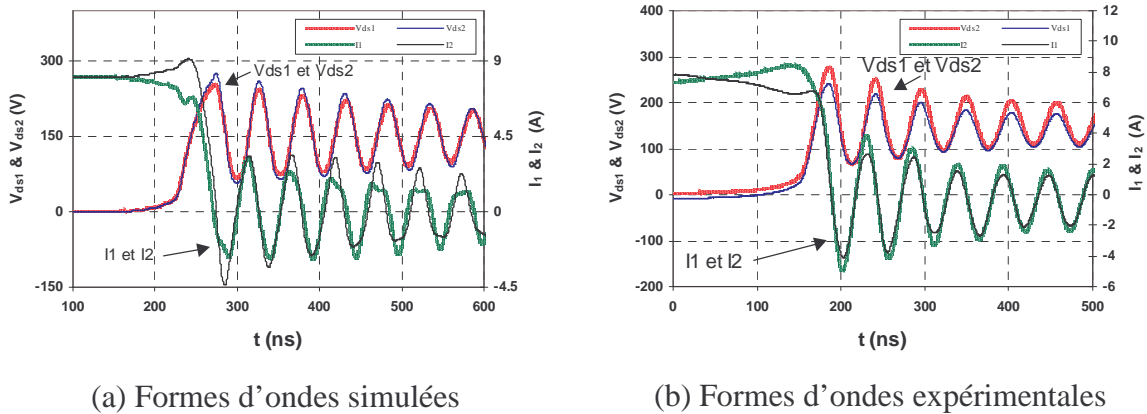 Vds1 Vds2
I1 I2
Vds1 et Vds2
I1 et I2
300
150
0
-150
9
4.5
0
-4.5
100 200 300 400 500 600
Vds1 & Vds2 (V)
I1 & I2 (A)
t (ns)
(a) Formes d’ondes simulées
Vds2 Vds1
I2 I1
Vds1 et Vds2
I1 et I2
400
300
200
100
0
-100
-200
12
10
8
6
4
2
0
-2
-4
-6
0 100 200 300 400 500
Vds1 & Vds2 (V)
I1 & I2 (A)
t (ns)
(b) Formes d’ondes expérimentales